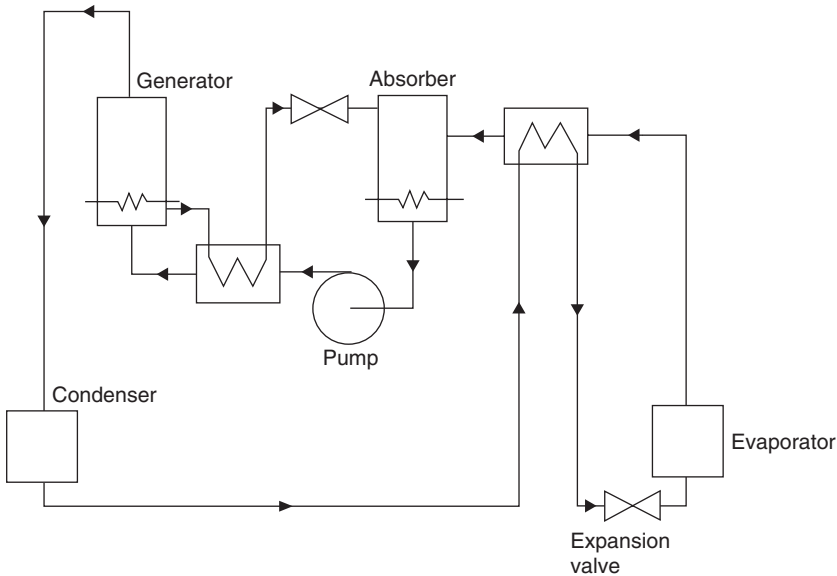 Generator
Absorber
Pump
Condenser
Evaporator
Expansion
valve